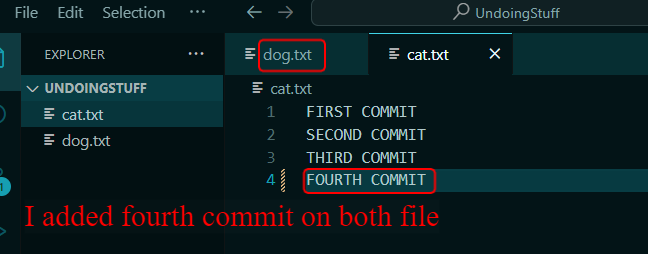 File Edit Selection ... UndoingStuff
EXPLORER ... dog.txt cat.txt
UNDOINGSTUFF
cat.txt
dog.txt
cat.txt
1 FIRST COMMIT
2 SECOND COMMIT
3 THIRD COMMIT
4 FOURTH COMMIT
1
I added fourth commit on both file